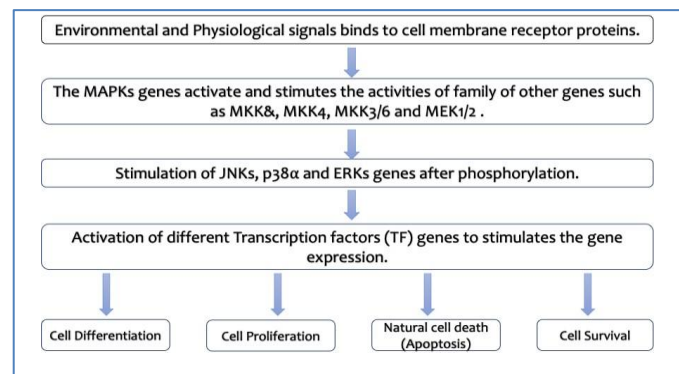 Environmental and Physiological signals binds to cell membrane receptor proteins.
The MAPKs genes activate and stimutes the activities of family of other genes such
as MKK&, MKK4, MKK3/6 and MEK1/2 .
Stimulation of JNKs, p38α and ERKs genes after phosphorylation.
Activation of different Transcription factors (TF) genes to stimulates the gene
expression.
Cell Differentiation
Cell Proliferation
Natural cell death
(Apoptosis)
Cell Survival